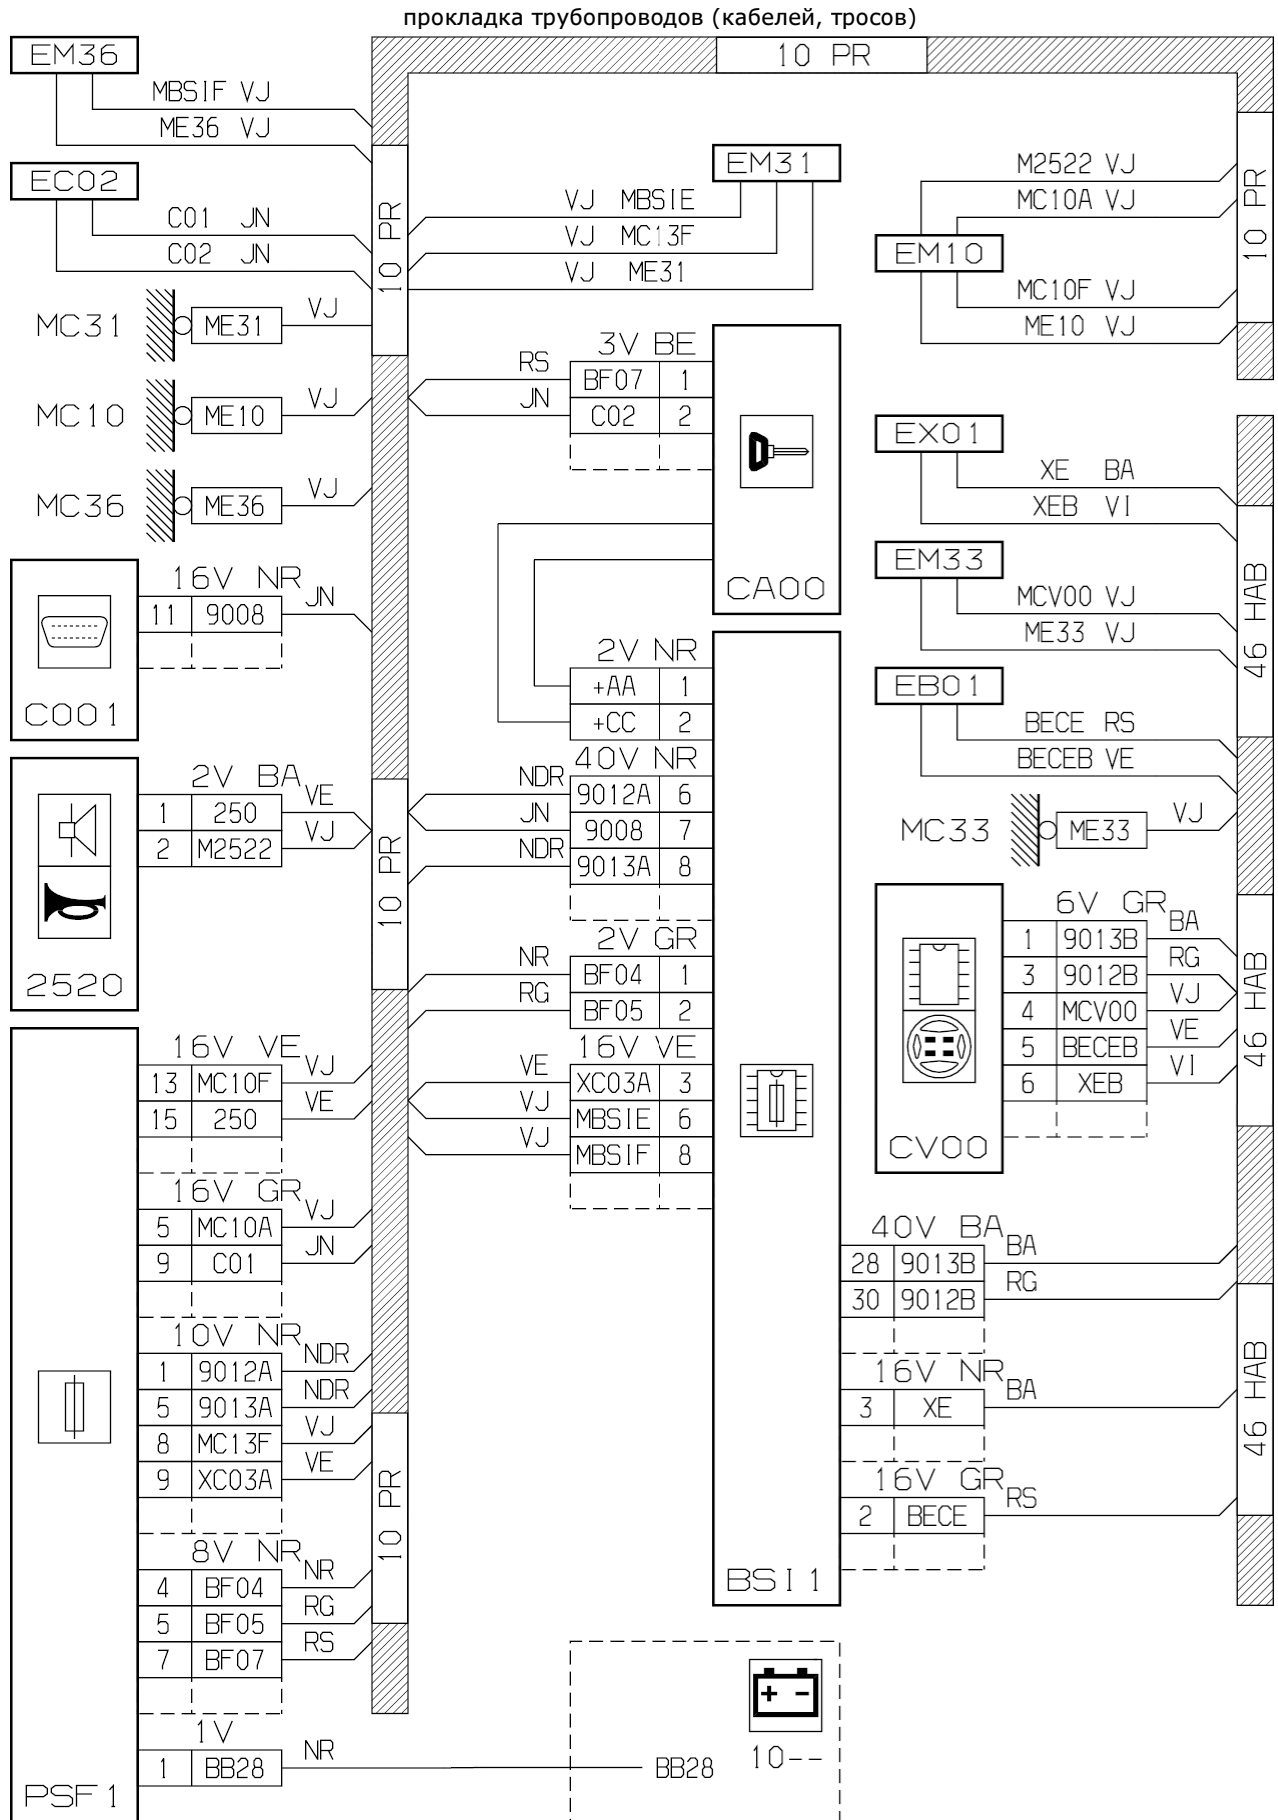 прокладка трубопроводов (кабелей, тросов)
10 PR
EM36
MBSIF VJ
ME36 VJ
EC02
C01 JN
C02 JN
10 PR
MC31
ME31
VJ
MC10
ME10
VJ
MC36
ME36
VJ
16V NR
11 9008
JN
C001
2V BA
1 250
VE
2 M2522
VJ
2520
10 PR
16V VE
13 MC10F
VJ
15 250
VE
16V GR
5 MC10A
VJ
9 C01
JN
10V NR
1 9012A
NDR
5 9013A
NDR
8 MC13F
VJ
9 XC03A
VE
10 PR
8V NR
4 BF04
NR
5 BF05
RG
7 BF07
RS
1V
1 BB28
NR
PSF1
EM31
VJ MBSIE
VJ MC13F
VJ ME31
3V BE
RS
BF07 1
JN
C02 2
CA00
2V NR
+AA 1
+CC 2
40V NR
NDR
9012A 6
JN
9008 7
NDR
9013A 8
2V GR
NR
BF04 1
RG
BF05 2
16V VE
VE
XC03A 3
VJ
MBSIE 6
VJ
MBSIF 8
40V BA
28 9013B
BA
30 9012B
RG
16V NR
3 XE
BA
16V GR
2 BECE
RS
BSI1
BB28
10--
M2522 VJ
MC10A VJ
EM10
MC10F VJ
ME10 VJ
10 PR
EX01
XE BA
XEB VI
EM33
MCV00 VJ
ME33 VJ
46 HAB
EB01
BECE RS
BECEB VE
MC33
ME33
VJ
6V GR
1 9013B
BA
3 9012B
RG
4 MCV00
VJ
5 BECEB
VE
6 XEB
VI
CV00
46 HAB
46 HAB